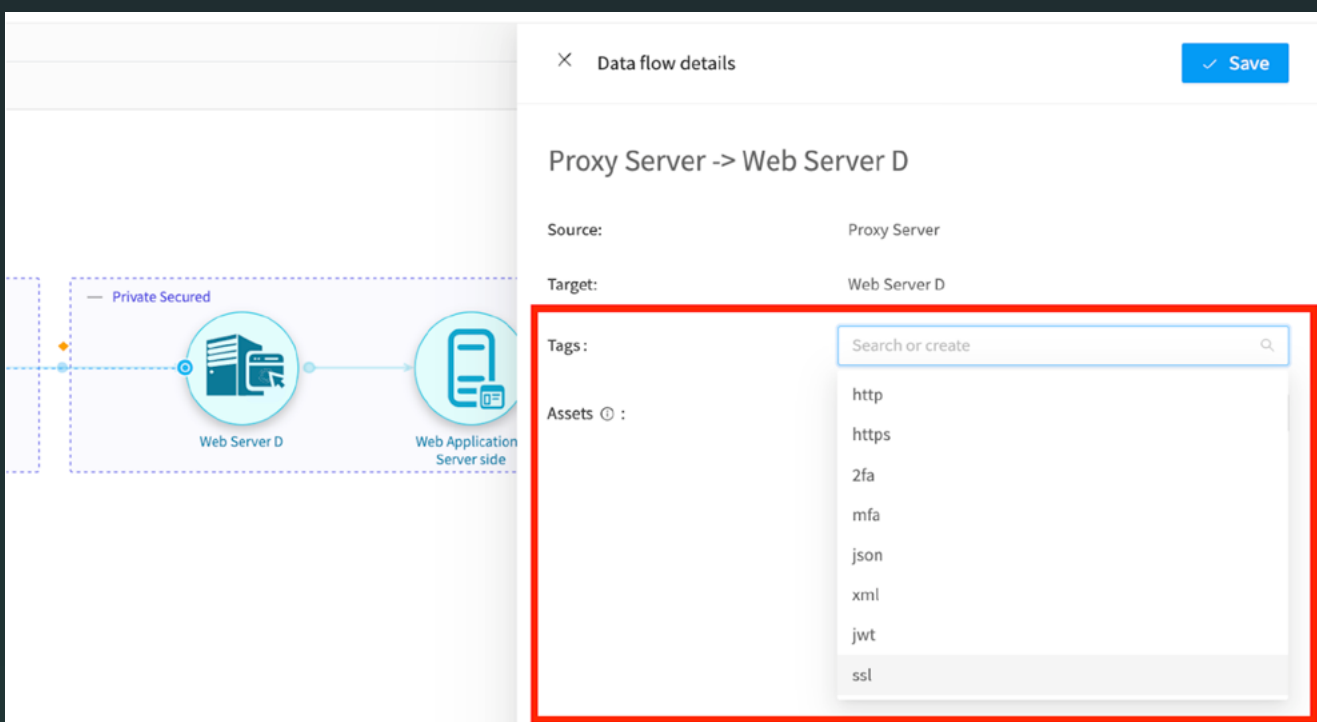 Data flow details
Save
Proxy Server -> Web Server D
Source: Proxy Server
Target: Web Server D
Tags: Search or create
http
https
2fa
mfa
json
xml
jwt
ssl
Assets ⓘ :
Private Secured
Web Server D
Web Application
Server side